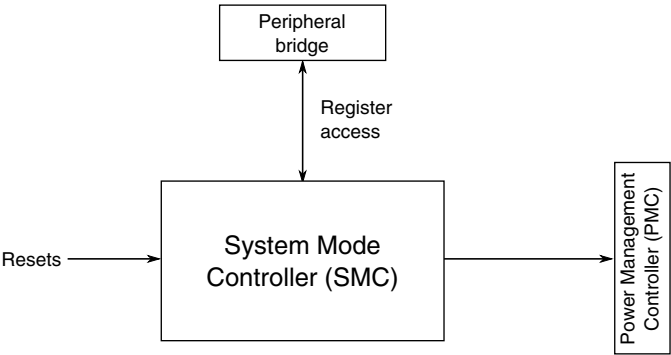 Peripheral
bridge
Register
access
Resets
System Mode
Controller (SMC)
Power Management
Controller (PMC)